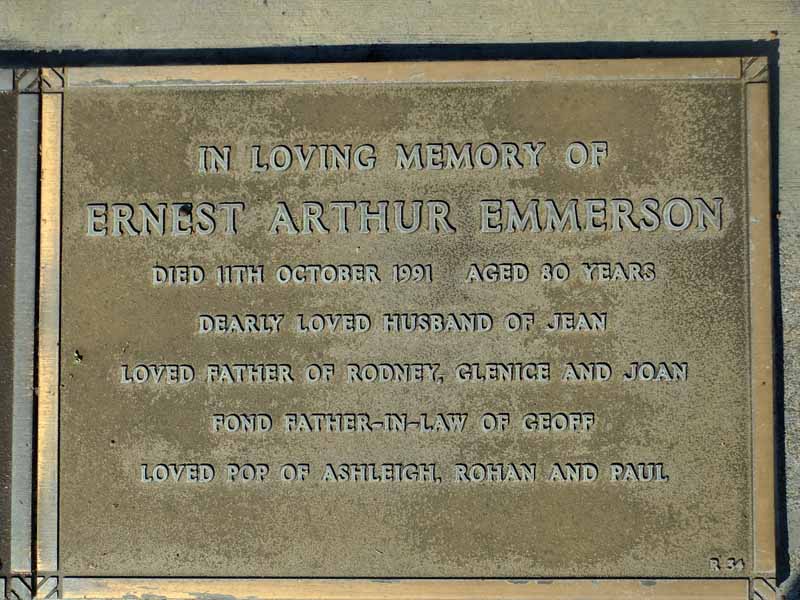 IN LOVING MEMORY OF
ERNEST ARTHUR EMMERSON
DIED 11TH OCTOBER 1991 AGED 80 YEARS
DEARLY LOVED HUSBAND OF JEAN
LOVED FATHER OF RODNEY, GLENICE AND JOAN
FOND FATHER-IN-LAW OF GEOFF
LOVED POP OF ASHLEIGH, ROHAN AND PAUL
R 34